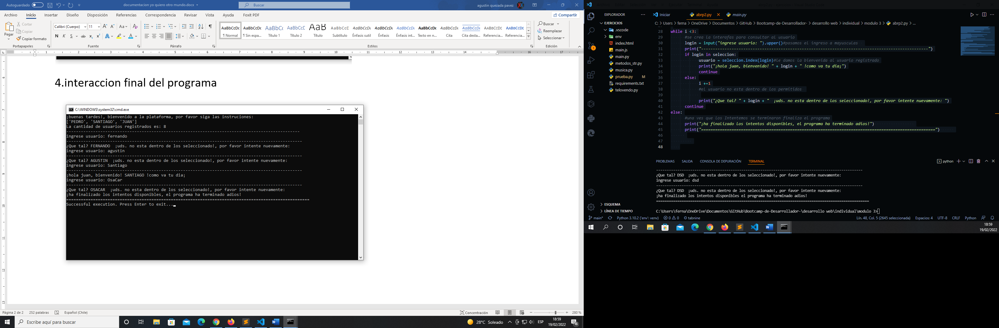 Autoguardado
documentacion yo quiero otro mundo.docx
Buscar
agustin quezada pavez
Archivo Inicio Insertar Diseño Disposición Referencias Correspondencia Revisar Vista Ayuda Foxit PDF
Compartir
Pegar
Cortar
Copiar
Copiar formato
Portapapeles
Calibri (Cuerpo) 11
N K S
Fuente
Párrafo
AaBbCcDc AaBbCcDc AaBbCc AaBbCcD AaB AaBbCcD AaBbCcDc AaBbCcDc AaBbCcDc AaBbCcDc AaBbCcDc AaBbCcDc AABBCCDD AABBCCDD
¶ Normal ¶ Sin espa... Título 1 Título 2 Título Subtítulo Énfasis sutil Énfasis Énfasis int... Texto en n... Cita Cita desta... Referencia... Referencia...
Estilos
Buscar
Reemplazar
Seleccionar
Edición
4.interaccion final del programa
C:\WINDOWS\system32\cmd.exe
¡buenas tardes!, bienvenido a la plataforma, por favor siga las instruciones:
['PEDRO', 'SANTIAGO', 'JUAN']
La cantidad de usuarios registrados es: 8
------------------------------------------------------------------------------------------------
ingrese usuario: fernando
-------------------------------------------------------------------------------------------------
¿Que tal? FERNANDO  ¡uds. no esta dentro de los seleccionado!, por favor intente nuevamente:
ingrese usuario: agustin
-------------------------------------------------------------------------------------------------
¿Que tal? AGUSTIN  ¡uds. no esta dentro de los seleccionado!, por favor intente nuevamente:
ingrese usuario: Santiago
-------------------------------------------------------------------------------------------------
¡hola juan, bienvenido! SANTIAGO !como va tu dia¡
ingrese usuario: OsaCar
-------------------------------------------------------------------------------------------------
¿Que tal? OSACAR  ¡uds. no esta dentro de los seleccionado!, por favor intente nuevamente:
¡ha finalizado los intentos disponibles, el programa ha terminado adios!
====================================================================================================
Successful execution. Press Enter to exit...
Página 2 de 2 252 palabras Español (Chile)
Concentración
280 %
Escribe aquí para buscar
28°C Soleado
ESP
18:59
19/02/2022
18
EXPLORADOR
EJERCICIOS
.vscode
env
index.html
main.js
main.py
metodos_str.py
musica.py
prueba.py M
requirements.txt
telovendo.py
ESQUEMA
LÍNEA DE TIEMPO
Iniciar abrp2.py main.py
C: > Users > ferna > OneDrive > Documentos > GitHub > Bootcamp-de-Desarrollador- > desarrollo web > individual > modulo 3 > abrp2.py > ...
28 while i <3:
29 #se crea la interafas para consultar al usuario
30 login = input("ingrese usuario: ").upper()#pasamos el ingreso a mayusculas
31 print("-------------------------------------------------------------------------------------------------")
32 if login in seleccion:
33 usuario = seleccion.index(login)#le damos la bienvenida al usuario registrado
34 print("¡hola juan, bienvenido! " + login + " !como va tu dia¡")
35 continue
36 else:
37 i +=1
38 #el usuario no esta dentro de los permitidos
39
40 print("¿Que tal? " + login + "  ¡uds. no esta dentro de los seleccionado!, por favor intente nuevamente: ")
41 continue
42 else:
43 #una ves que los Intentemos se terminaron finaliza el programa
44 print("¡ha finalizado los intentos disponibles, el programa ha terminado adios!")
45 print("====================================================================================================")
46
47
48
PROBLEMAS SALIDA CONSOLA DE DEPURACIÓN TERMINAL
python
-------------------------------------------------------------------------------------------------
¿Que tal? DSD  ¡uds. no esta dentro de los seleccionado!, por favor intente nuevamente:
ingrese usuario: dsd
-------------------------------------------------------------------------------------------------
¿Que tal? DSD  ¡uds. no esta dentro de los seleccionado!, por favor intente nuevamente:
¡ha finalizado los intentos disponibles el programa ha terminado adios!
====================================================================================================
C:\Users\ferna\OneDrive\Documentos\GitHub\Bootcamp-de-Desarrollador-\desarrollo web\individual\modulo 3>
main* Python 3.10.2 ('env': venv) 0 0 tabnine
Lín. 48, Col. 5 (2645 seleccionada) Espacios: 4 UTF-8 CRLF Python
18:59
19/02/2022